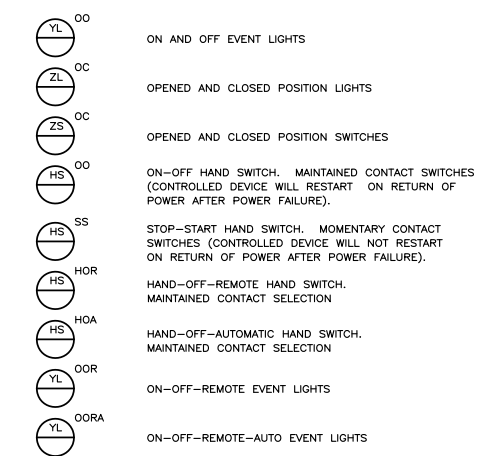 OO
YL
ON AND OFF EVENT LIGHTS
OC
ZL
OPENED AND CLOSED POSITION LIGHTS
OC
ZS
OPENED AND CLOSED POSITION SWITCHES
OO
HS
ON-OFF HAND SWITCH. MAINTAINED CONTACT SWITCHES
(CONTROLLED DEVICE WILL RESTART ON RETURN OF
POWER AFTER POWER FAILURE).
SS
HS
STOP-START HAND SWITCH. MOMENTARY CONTACT
SWITCHES (CONTROLLED DEVICE WILL NOT RESTART
ON RETURN OF POWER AFTER POWER FAILURE).
HOR
HS
HAND-OFF-REMOTE HAND SWITCH.
MAINTAINED CONTACT SELECTION
HOA
HS
HAND-OFF-AUTOMATIC HAND SWITCH.
MAINTAINED CONTACT SELECTION
OOR
YL
ON-OFF-REMOTE EVENT LIGHTS
OORA
YL
ON-OFF-REMOTE-AUTO EVENT LIGHTS